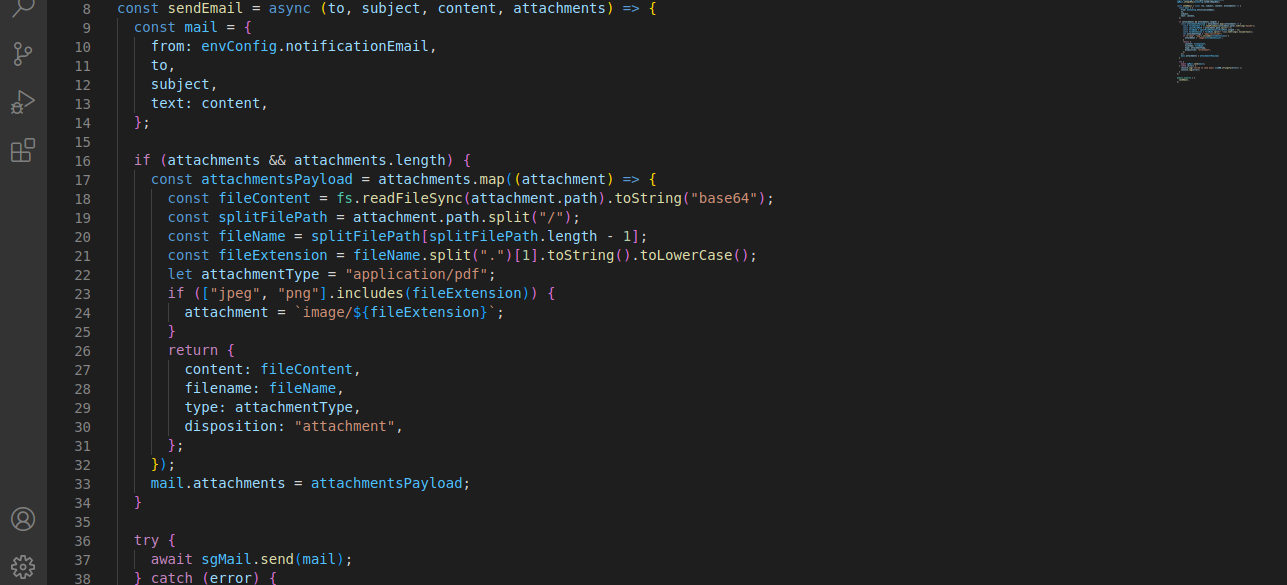 8 const sendEmail = async (to, subject, content, attachments) => {
9 const mail = {
10 from: envConfig.notificationEmail,
11 to,
12 subject,
13 text: content,
14 };
15
16 if (attachments && attachments.length) {
17 const attachmentsPayload = attachments.map((attachment) => {
18 const fileContent = fs.readFileSync(attachment.path).toString("base64");
19 const splitFilePath = attachment.path.split("/");
20 const fileName = splitFilePath[splitFilePath.length - 1];
21 const fileExtension = fileName.split(".")[1].toString().toLowerCase();
22 let attachmentType = "application/pdf";
23 if (["jpeg", "png"].includes(fileExtension)) {
24 attachment = `image/${fileExtension}`;
25 }
26 return {
27 content: fileContent,
28 filename: fileName,
29 type: attachmentType,
30 disposition: "attachment",
31 };
32 });
33 mail.attachments = attachmentsPayload;
34 }
35
36 try {
37 await sgMail.send(mail);
38 } catch (error) {